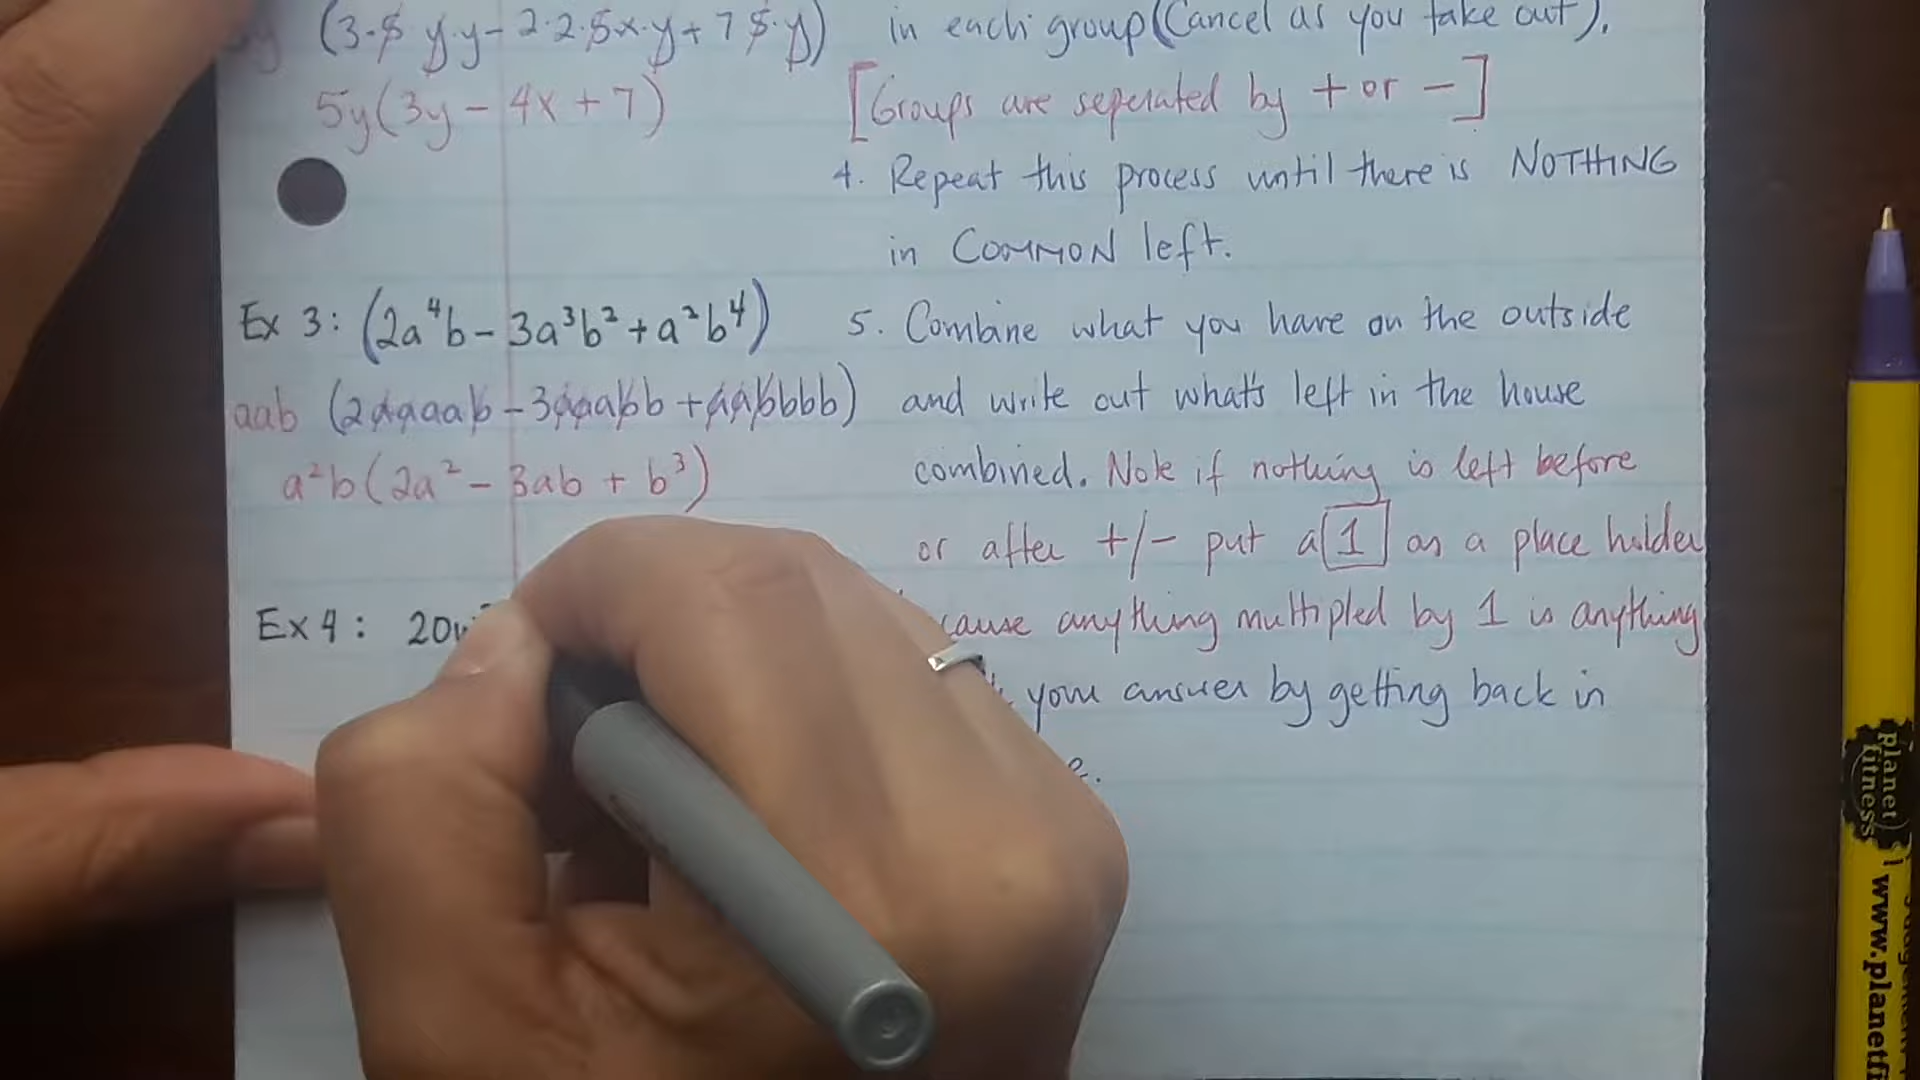 (3·5 y·y - 2·2·5x·y + 7 5·y)
5y(3y - 4x + 7)
Ex 3: (2a⁴b - 3a³b² + a²b⁴)
aab (2aaaab - 3aaabb + aabbbb)
a²b(2a² - 3ab + b³)
Ex 4: 20
in each group (Cancel as you take out).
[Groups are seperated by + or -]
4. Repeat this process until there is NOTHING
in COMMON left.
5. Combine what you have on the outside
and write out what's left in the house
combined. Note if nothing is left before
or after +/- put a 1 as a place holder
cause anything multipled by 1 is anything
your answer by getting back in
e.
planet fitness
www.planetfi